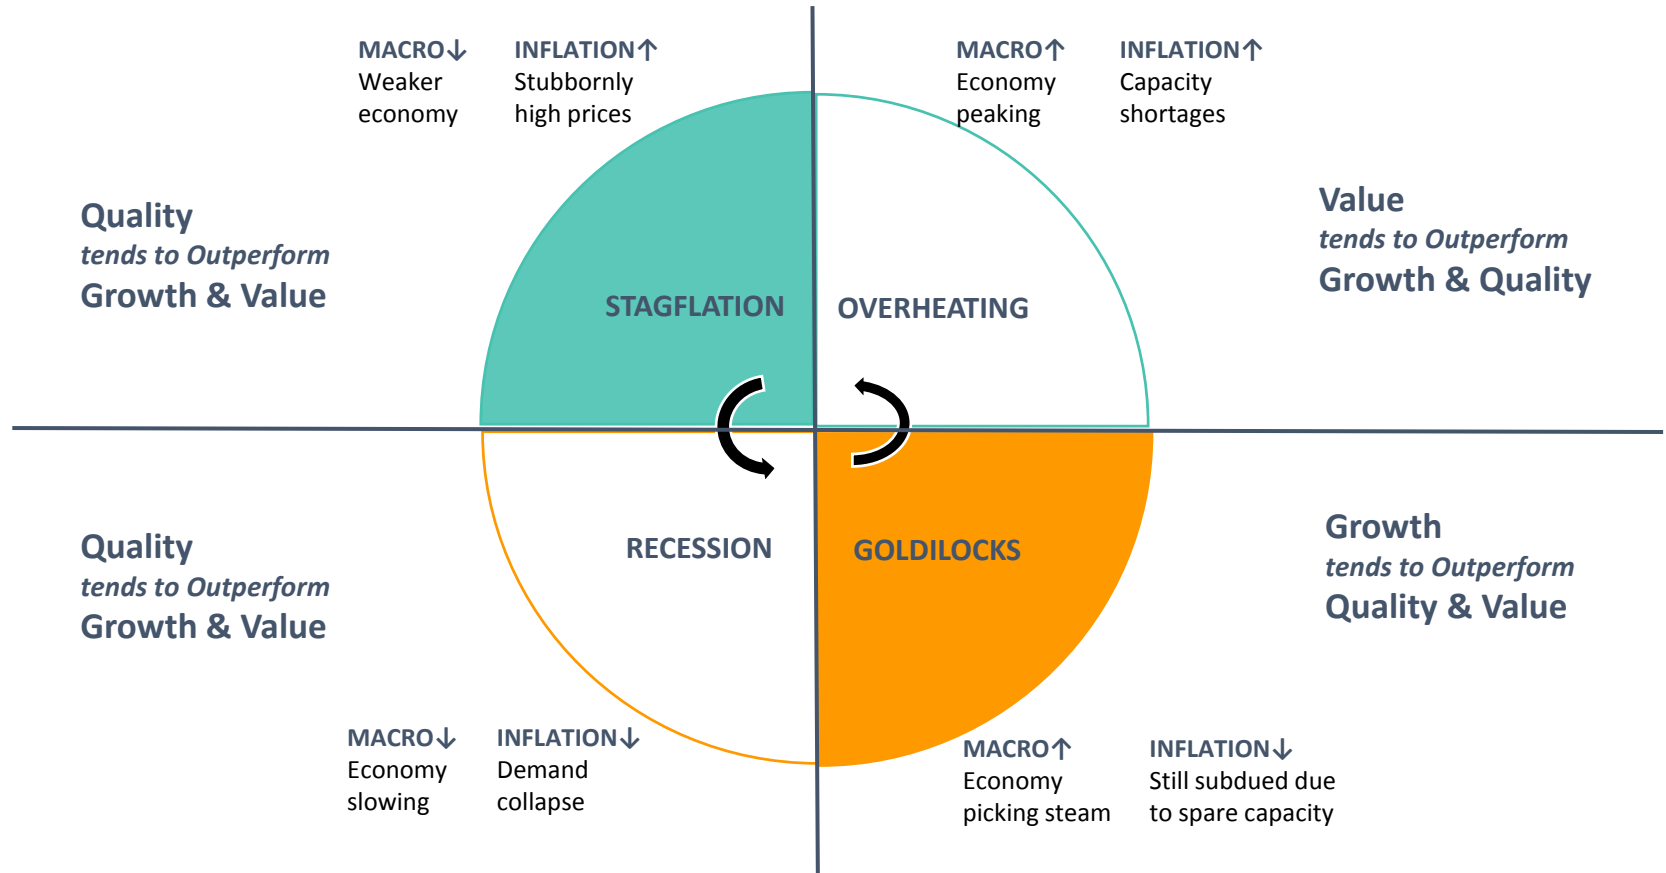 MACRO↓ INFLATION↑
Weaker Stubbornly
economy high prices
MACRO↑ INFLATION↑
Economy Capacity
peaking shortages
Quality
tends to Outperform
Growth & Value
Value
tends to Outperform
Growth & Quality
STAGFLATION
OVERHEATING
RECESSION
GOLDILOCKS
Quality
tends to Outperform
Growth & Value
Growth
tends to Outperform
Quality & Value
MACRO↓ INFLATION↓
Economy Demand
slowing collapse
MACRO↑ INFLATION↓
Economy Still subdued due
picking steam to spare capacity